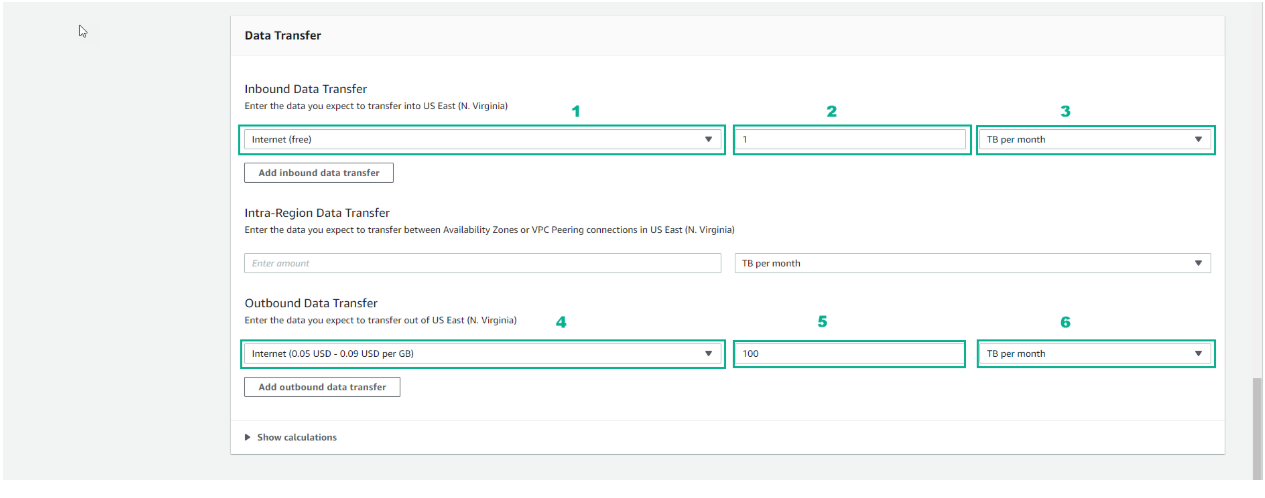 Data Transfer
Inbound Data Transfer
Enter the data you expect to transfer into US East (N. Virginia)
1 2 3
Internet (free) 1 TB per month
Add inbound data transfer
Intra-Region Data Transfer
Enter the data you expect to transfer between Availability Zones or VPC Peering connections in US East (N. Virginia)
Enter amount TB per month
Outbound Data Transfer
Enter the data you expect to transfer out of US East (N. Virginia)
4 5 6
Internet (0.05 USD - 0.09 USD per GB) 100 TB per month
Add outbound data transfer
Show calculations